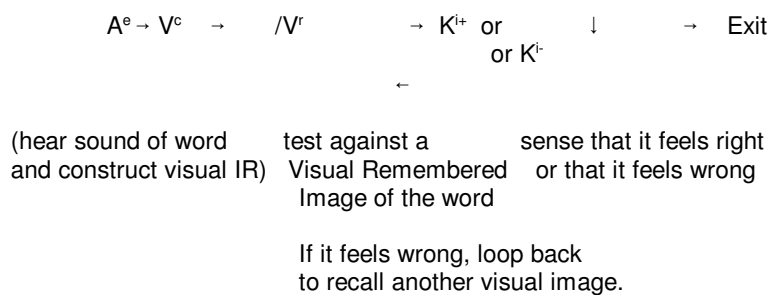 Aᵉ → Vᶜ → /Vʳ → Kⁱ⁺ or ↓ → Exit
or Kⁱ⁻
←
(hear sound of word test against a sense that it feels right
and construct visual IR) Visual Remembered or that it feels wrong
Image of the word
If it feels wrong, loop back
to recall another visual image.